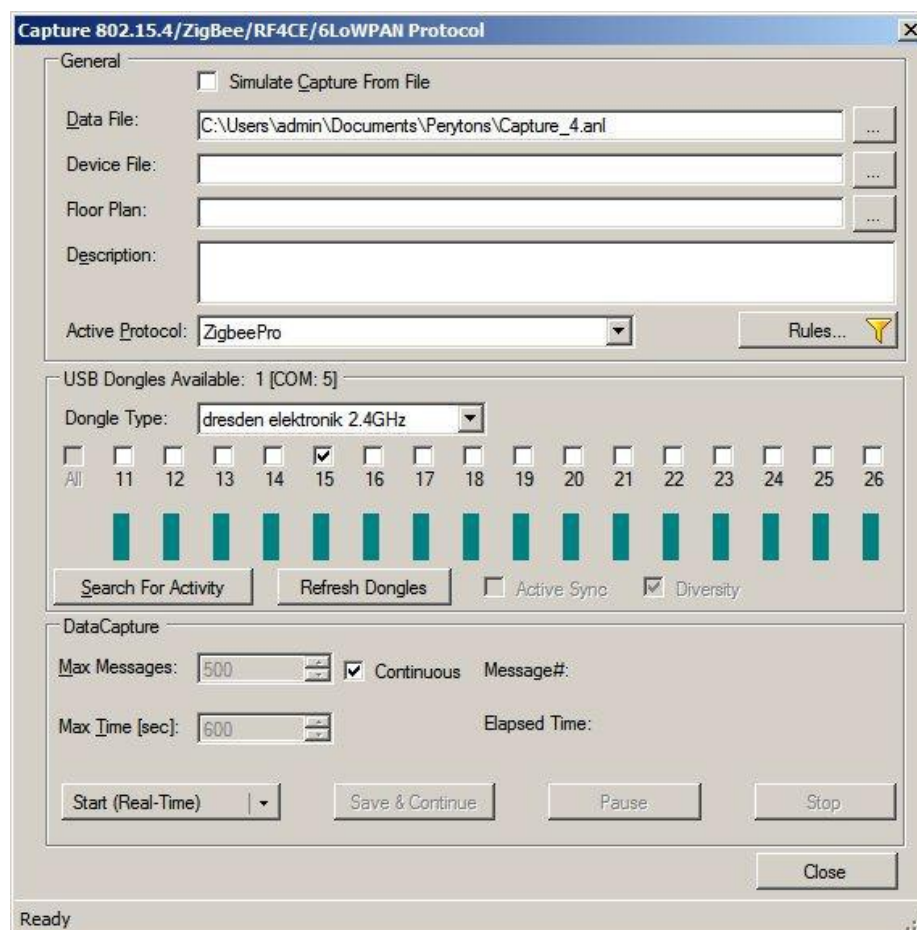 Capture 802.15.4/ZigBee/RF4CE/6LoWPAN Protocol
General
Simulate Capture From File
Data File: C:\Users\admin\Documents\Perytons\Capture_4.anl ...
Device File: ...
Floor Plan: ...
Description:
Active Protocol: ZigbeePro Rules...
USB Dongles Available: 1 [COM: 5]
Dongle Type: dresden elektronik 2.4GHz
All 11 12 13 14 15 16 17 18 19 20 21 22 23 24 25 26
Search For Activity Refresh Dongles Active Sync Diversity
DataCapture
Max Messages: 500 Continuous Message#:
Max Time [sec]: 600 Elapsed Time:
Start (Real-Time) Save & Continue Pause Stop
Close
Ready